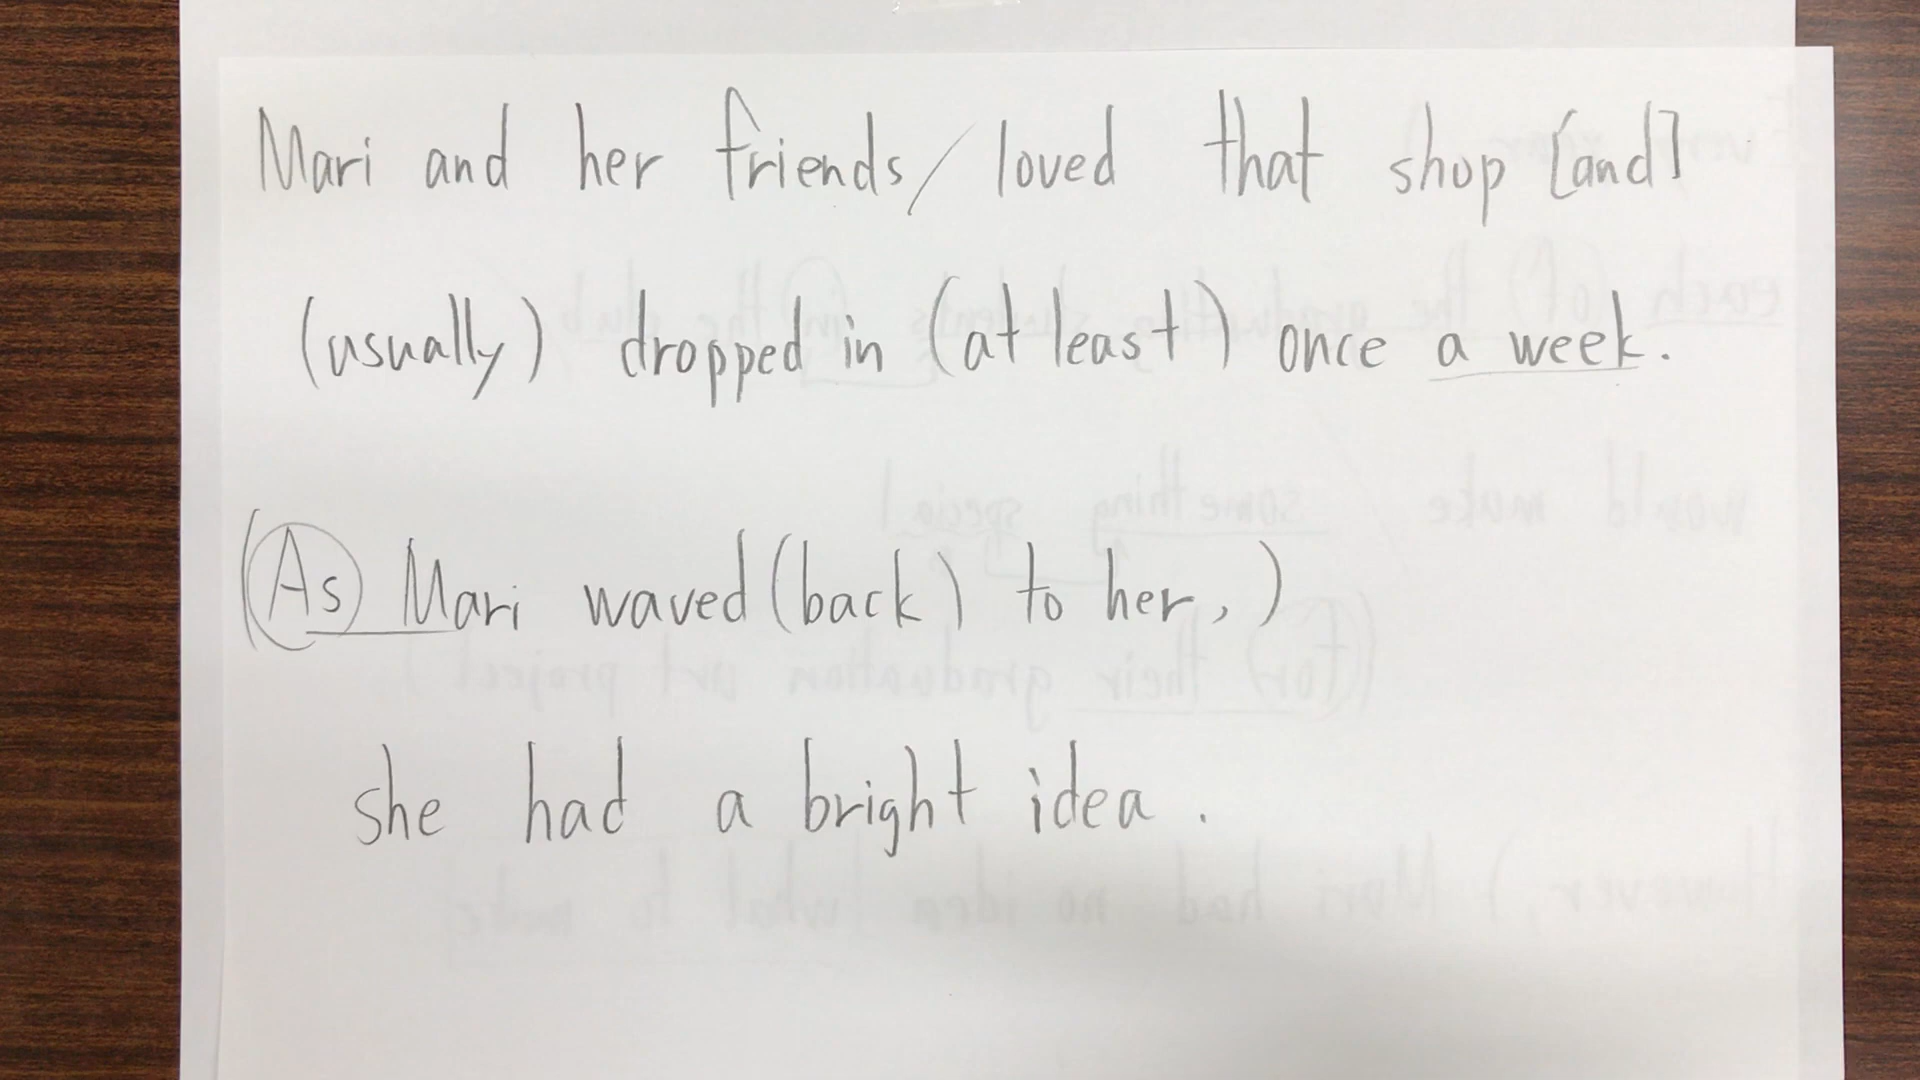 Mari and her friends / loved that shop [and]
(usually) dropped in (at least) once a week.
(As Mari waved (back) to her, )
she had a bright idea.